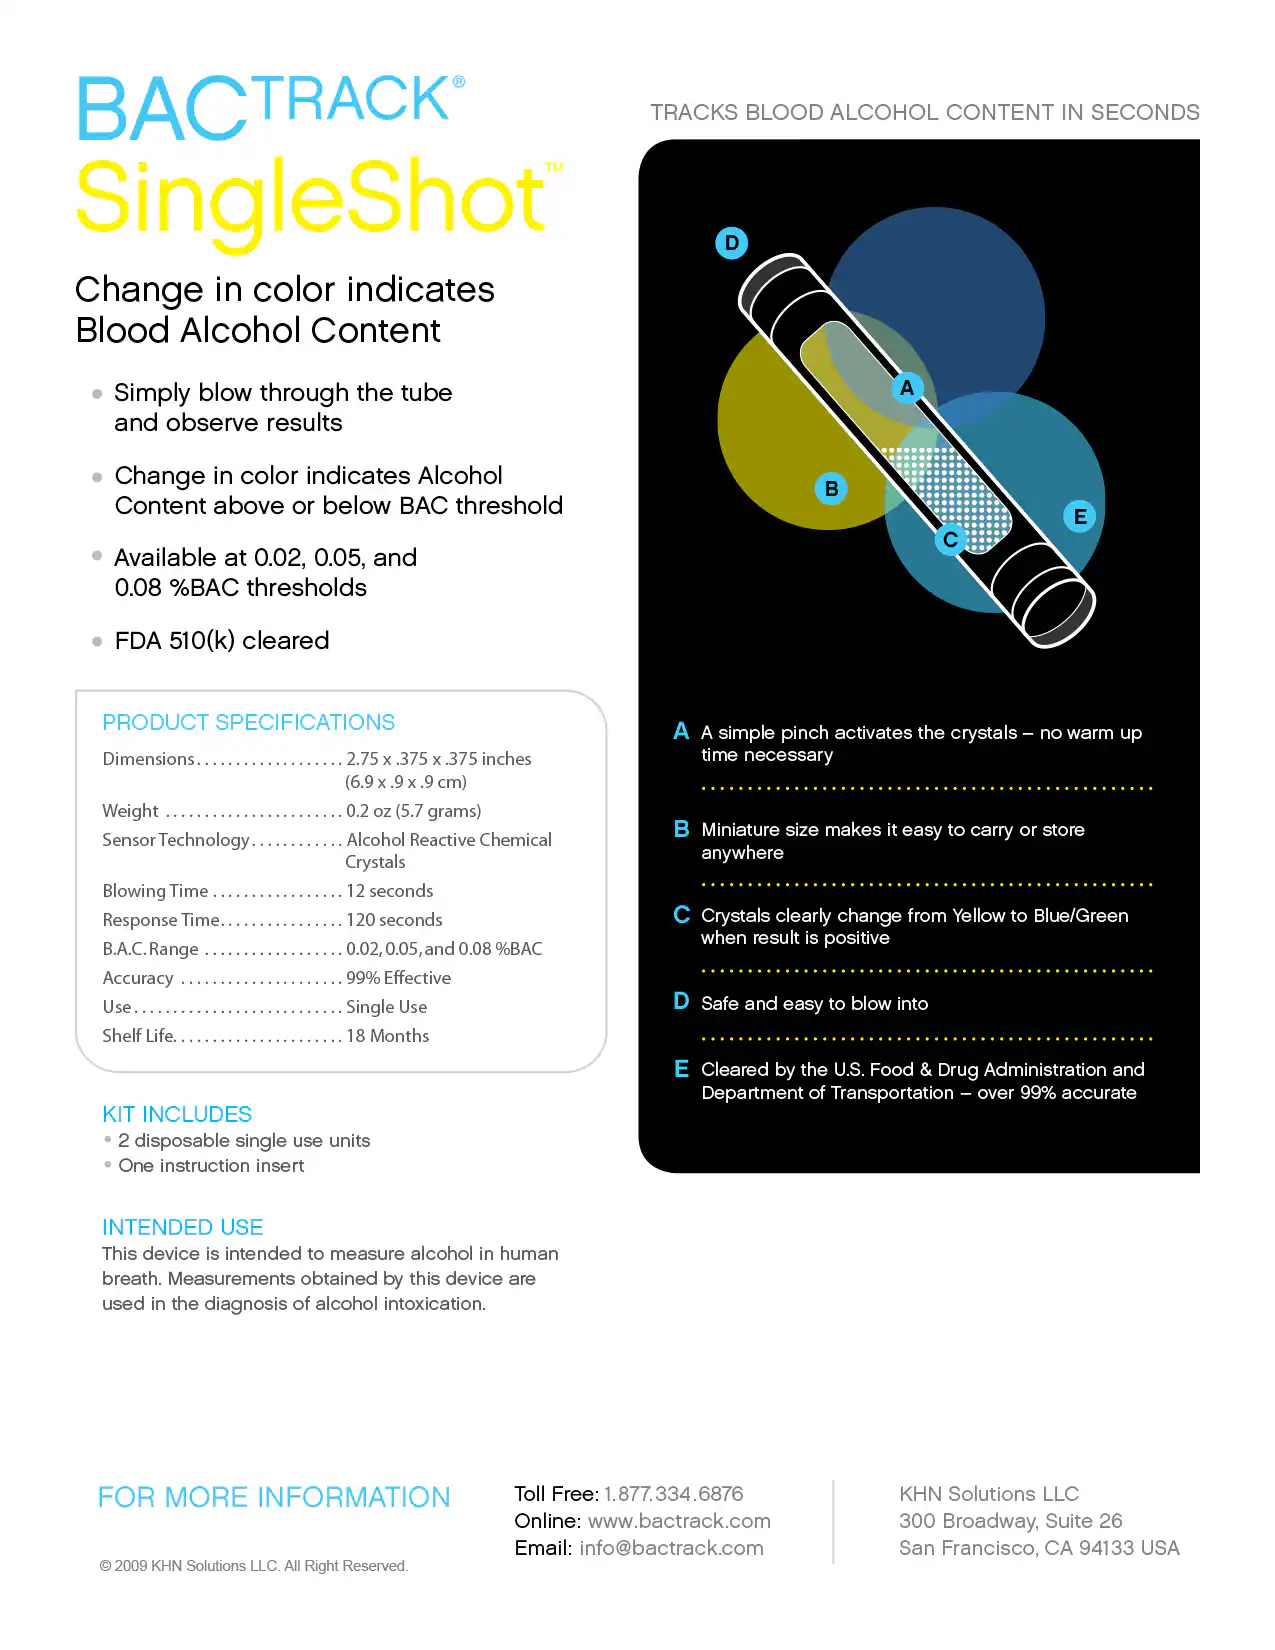 BACTRACK®
SingleShot™
Change in color indicates
Blood Alcohol Content
• Simply blow through the tube
and observe results
• Change in color indicates Alcohol
Content above or below BAC threshold
• Available at 0.02, 0.05, and
0.08 %BAC thresholds
• FDA 510(k) cleared
PRODUCT SPECIFICATIONS
Dimensions . . . . . . . . . . . . . . . . . . . 2.75 x .375 x .375 inches
(6.9 x .9 x .9 cm)
Weight . . . . . . . . . . . . . . . . . . . . . . . 0.2 oz (5.7 grams)
Sensor Technology . . . . . . . . . . . . Alcohol Reactive Chemical
Crystals
Blowing Time . . . . . . . . . . . . . . . . . 12 seconds
Response Time. . . . . . . . . . . . . . . . 120 seconds
B.A.C. Range . . . . . . . . . . . . . . . . . . 0.02, 0.05, and 0.08 %BAC
Accuracy . . . . . . . . . . . . . . . . . . . . . 99% Effective
Use . . . . . . . . . . . . . . . . . . . . . . . . . . . Single Use
Shelf Life. . . . . . . . . . . . . . . . . . . . . . 18 Months
KIT INCLUDES
• 2 disposable single use units
• One instruction insert
INTENDED USE
This device is intended to measure alcohol in human
breath. Measurements obtained by this device are
used in the diagnosis of alcohol intoxication.
TRACKS BLOOD ALCOHOL CONTENT IN SECONDS
D
A
B
E
C
A A simple pinch activates the crystals – no warm up
time necessary
B Miniature size makes it easy to carry or store
anywhere
C Crystals clearly change from Yellow to Blue/Green
when result is positive
D Safe and easy to blow into
E Cleared by the U.S. Food & Drug Administration and
Department of Transportation – over 99% accurate
FOR MORE INFORMATION
© 2009 KHN Solutions LLC. All Right Reserved.
Toll Free: 1.877.334.6876
Online: www.bactrack.com
Email: info@bactrack.com
KHN Solutions LLC
300 Broadway, Suite 26
San Francisco, CA 94133 USA